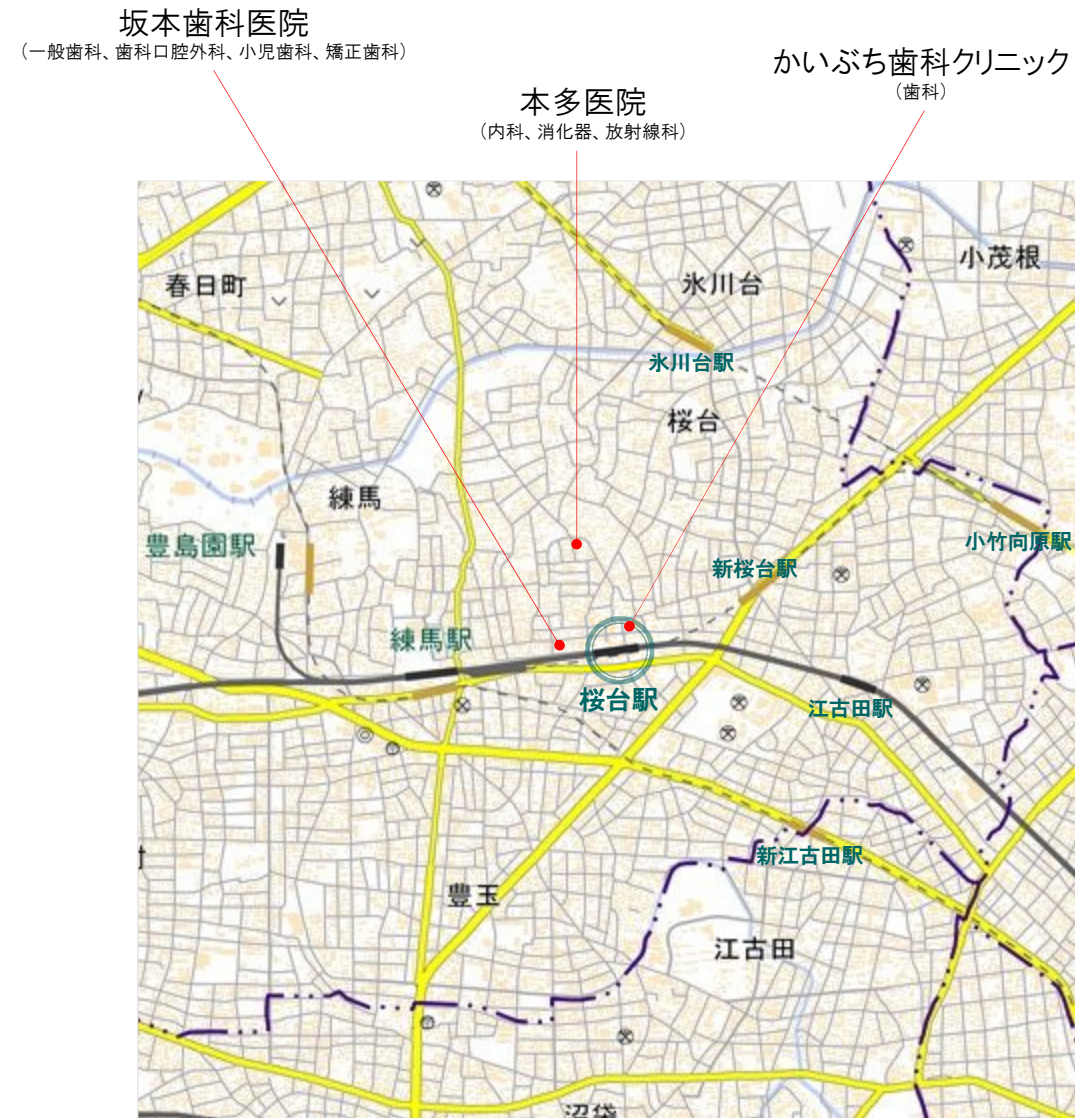 坂本歯科医院
（一般歯科、歯科口腔外科、小児歯科、矯正歯科）
かいぶち歯科クリニック
（歯科）
本多医院
（内科、消化器、放射線科）
小茂根
春日町
氷川台
氷川台駅
桜台
練馬
豊島園駅
小竹向原駅
新桜台駅
練馬駅
桜台駅
江古田駅
新江古田駅
豊玉
江古田
沼袋